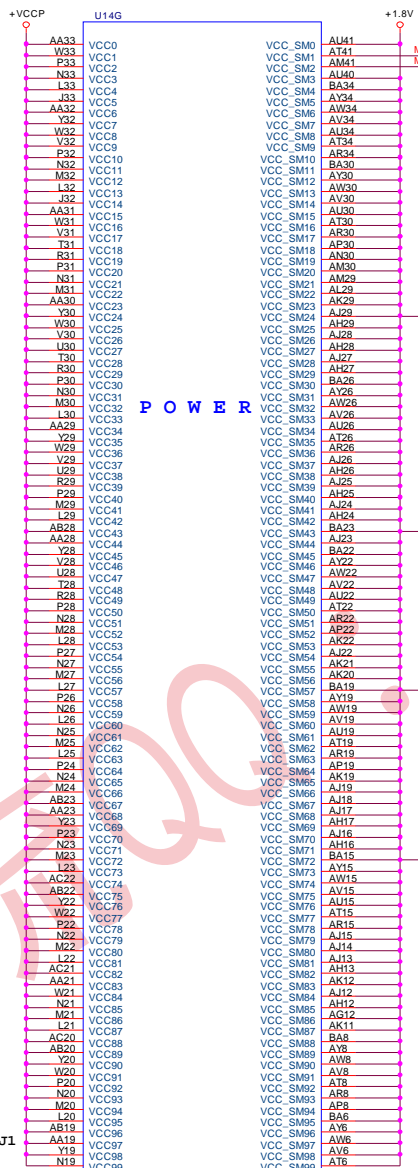 +VCCP U14G +1.8V
AA33 VCC0 VCC_SM0 AU41
W33 VCC1 VCC_SM1 AT41
P33 VCC2 VCC_SM2 AM41
N33 VCC3 VCC_SM3 AU40
L33 VCC4 VCC_SM4 BA34
J33 VCC5 VCC_SM5 AY34
AA32 VCC6 VCC_SM6 AW34
Y32 VCC7 VCC_SM7 AV34
W32 VCC8 VCC_SM8 AU34
V32 VCC9 VCC_SM9 AT34
P32 VCC10 VCC_SM10 AR34
N32 VCC11 VCC_SM11 BA30
M32 VCC12 VCC_SM12 AY30
L32 VCC13 VCC_SM13 AW30
J32 VCC14 VCC_SM14 AV30
AA31 VCC15 VCC_SM15 AU30
W31 VCC16 VCC_SM16 AT30
V31 VCC17 VCC_SM17 AR30
T31 VCC18 VCC_SM18 AP30
R31 VCC19 VCC_SM19 AN30
P31 VCC20 VCC_SM20 AM30
N31 VCC21 VCC_SM21 AM29
M31 VCC22 VCC_SM22 AL29
AA30 VCC23 VCC_SM23 AK29
Y30 VCC24 VCC_SM24 AJ29
W30 VCC25 VCC_SM25 AH29
V30 VCC26 VCC_SM26 AJ28
U30 VCC27 VCC_SM27 AH28
T30 VCC28 VCC_SM28 AJ27
R30 VCC29 VCC_SM29 AH27
P30 VCC30 VCC_SM30 BA26
N30 VCC31 VCC_SM31 AY26
M30 VCC32 POWER VCC_SM32 AW26
L30 VCC33 VCC_SM33 AV26
AA29 VCC34 VCC_SM34 AU26
Y29 VCC35 VCC_SM35 AT26
W29 VCC36 VCC_SM36 AR26
V29 VCC37 VCC_SM37 AJ26
U29 VCC38 VCC_SM38 AH26
R29 VCC39 VCC_SM39 AJ25
P29 VCC40 VCC_SM40 AH25
M29 VCC41 VCC_SM41 AJ24
L29 VCC42 VCC_SM42 AH24
AB28 VCC43 VCC_SM43 BA23
AA28 VCC44 VCC_SM44 AJ23
Y28 VCC45 VCC_SM45 BA22
V28 VCC46 VCC_SM46 AY22
U28 VCC47 VCC_SM47 AW22
T28 VCC48 VCC_SM48 AV22
R28 VCC49 VCC_SM49 AU22
P28 VCC50 VCC_SM50 AT22
N28 VCC51 VCC_SM51 AR22
M28 VCC52 VCC_SM52 AP22
L28 VCC53 VCC_SM53 AK22
P27 VCC54 VCC_SM54 AJ22
N27 VCC55 VCC_SM55 AK21
M27 VCC56 VCC_SM56 AK20
L27 VCC57 VCC_SM57 BA19
P26 VCC58 VCC_SM58 AY19
N26 VCC59 VCC_SM59 AW19
L26 VCC60 VCC_SM60 AV19
N25 VCC61 VCC_SM61 AU19
M25 VCC62 VCC_SM62 AT19
L25 VCC63 VCC_SM63 AR19
P24 VCC64 VCC_SM64 AP19
N24 VCC65 VCC_SM65 AK19
M24 VCC66 VCC_SM66 AJ19
AB23 VCC67 VCC_SM67 AJ18
AA23 VCC68 VCC_SM68 AJ17
Y23 VCC69 VCC_SM69 AH17
P23 VCC70 VCC_SM70 AJ16
N23 VCC71 VCC_SM71 AH16
M23 VCC72 VCC_SM72 BA15
L23 VCC73 VCC_SM73 AY15
AC22 VCC74 VCC_SM74 AW15
AB22 VCC75 VCC_SM75 AV15
Y22 VCC76 VCC_SM76 AU15
W22 VCC77 VCC_SM77 AT15
P22 VCC78 VCC_SM78 AR15
N22 VCC79 VCC_SM79 AJ15
M22 VCC80 VCC_SM80 AJ14
L22 VCC81 VCC_SM81 AJ13
AC21 VCC82 VCC_SM82 AH13
AA21 VCC83 VCC_SM83 AK12
W21 VCC84 VCC_SM84 AJ12
N21 VCC85 VCC_SM85 AH12
M21 VCC86 VCC_SM86 AG12
L21 VCC87 VCC_SM87 AK11
AC20 VCC88 VCC_SM88 BA8
AB20 VCC89 VCC_SM89 AY8
Y20 VCC90 VCC_SM90 AW8
W20 VCC91 VCC_SM91 AV8
P20 VCC92 VCC_SM92 AT8
N20 VCC93 VCC_SM93 AR8
M20 VCC94 VCC_SM94 AP8
L20 VCC95 VCC_SM95 BA6
AB19 VCC96 VCC_SM96 AY6
J1 AA19 VCC97 VCC_SM97 AW6
Y19 VCC98 VCC_SM98 AV6
N19 VCC99 VCC_SM99 AT6
QQ